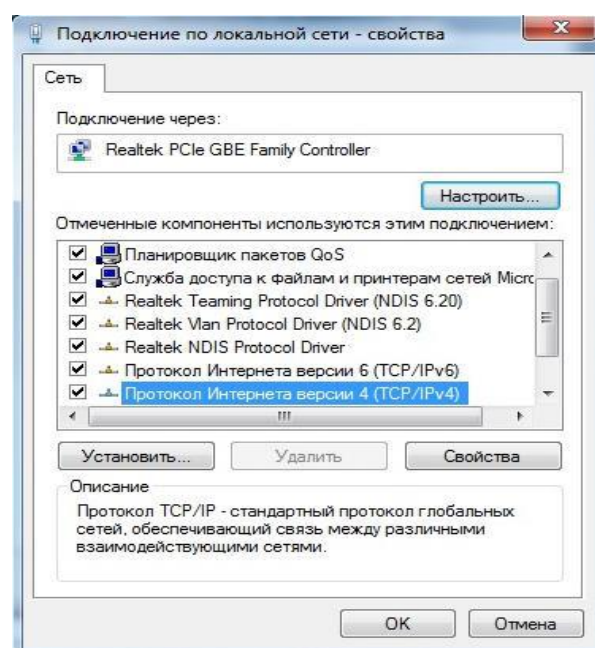 Подключение по локальной сети - свойства
Сеть
Подключение через:
Realtek PCIe GBE Family Controller
Настроить...
Отмеченные компоненты используются этим подключением:
Планировщик пакетов QoS
Служба доступа к файлам и принтерам сетей Micro
Realtek Teaming Protocol Driver (NDIS 6.20)
Realtek Vlan Protocol Driver (NDIS 6.2)
Realtek NDIS Protocol Driver
Протокол Интернета версии 6 (TCP/IPv6)
Протокол Интернета версии 4 (TCP/IPv4)
Установить... Удалить Свойства
Описание
Протокол TCP/IP - стандартный протокол глобальных
сетей, обеспечивающий связь между различными
взаимодействующими сетями.
OK Отмена